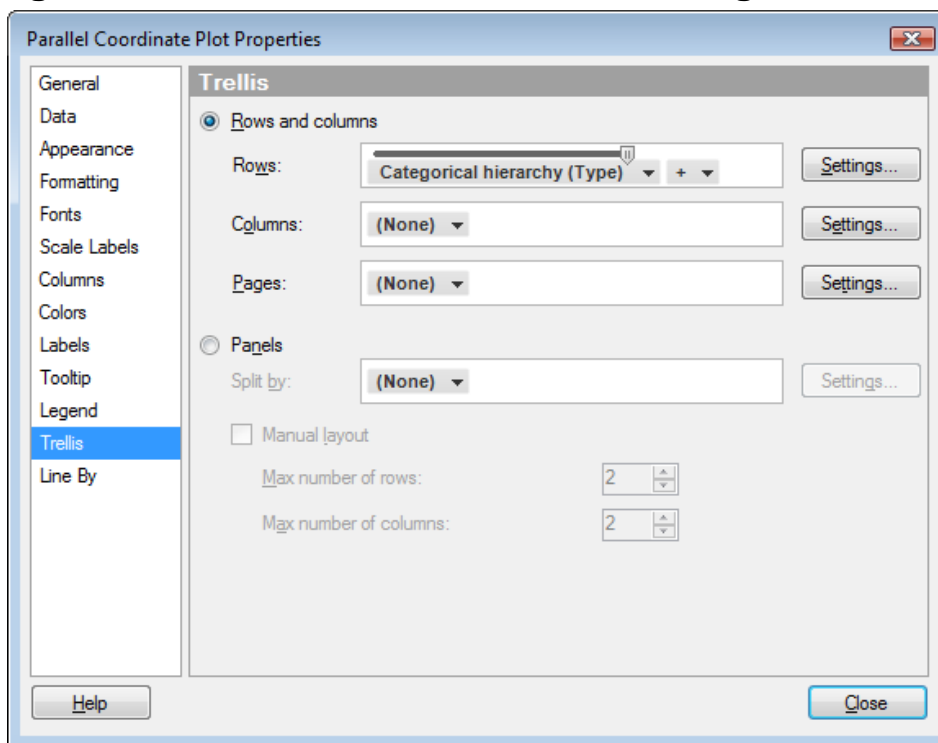 Parallel Coordinate Plot Properties
General
Data
Appearance
Formatting
Fonts
Scale Labels
Columns
Colors
Labels
Tooltip
Legend
Trellis
Line By
Trellis
Rows and columns
Rows: Categorical hierarchy (Type) + Settings...
Columns: (None) Settings...
Pages: (None) Settings...
Panels
Split by: (None) Settings...
Manual layout
Max number of rows: 2
Max number of columns: 2
Help Close